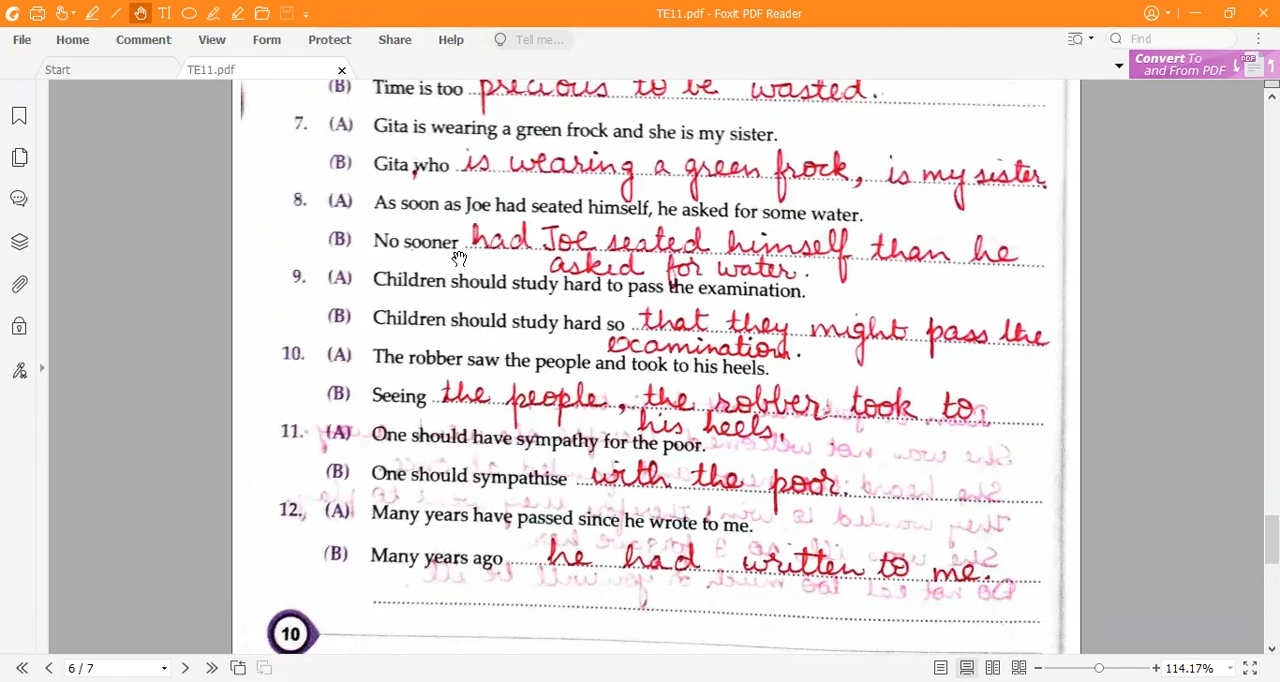 TE11.pdf - Foxit PDF Reader
File Home Comment View Form Protect Share Help Tell me... Find
Start TE11.pdf Convert To and From PDF
(B) Time is too precious to be wasted.
7. (A) Gita is wearing a green frock and she is my sister.
(B) Gita, who is wearing a green frock, is my sister.
8. (A) As soon as Joe had seated himself, he asked for some water.
(B) No sooner had Joe seated himself than he
asked for water.
9. (A) Children should study hard to pass the examination.
(B) Children should study hard so that they might pass the
examination.
10. (A) The robber saw the people and took to his heels.
(B) Seeing the people, the robber took to
his heels.
11. (A) One should have sympathy for the poor.
(B) One should sympathise with the poor.
12. (A) Many years have passed since he wrote to me.
(B) Many years ago he had written to me.
10
6 / 7 114.17%